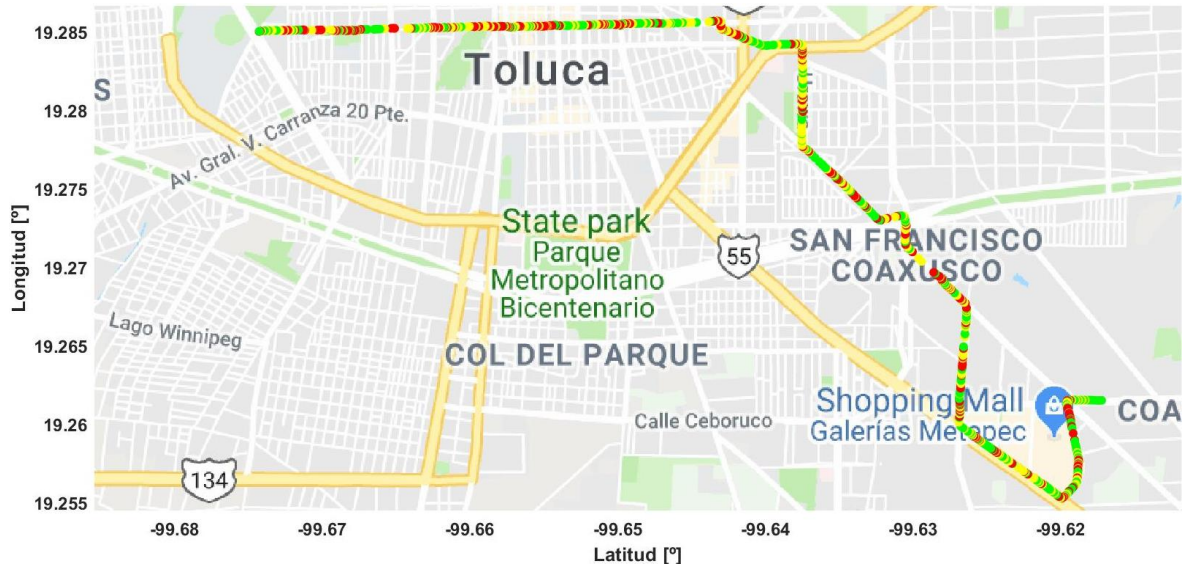 19.285
19.28
19.275
19.27
19.265
19.26
19.255
Longitud [º]
Toluca
S
Av. Gral. V. Carranza 20 Pte.
State park
Parque
Metropolitano
Bicentenario
55
SAN FRANCISCO
COAXUSCO
Lago Winnipeg
COL DEL PARQUE
Shopping Mall
Galerías Metepec
COA
Calle Ceboruco
134
-99.68
-99.67
-99.66
-99.65
-99.64
-99.63
-99.62
Latitud [º]